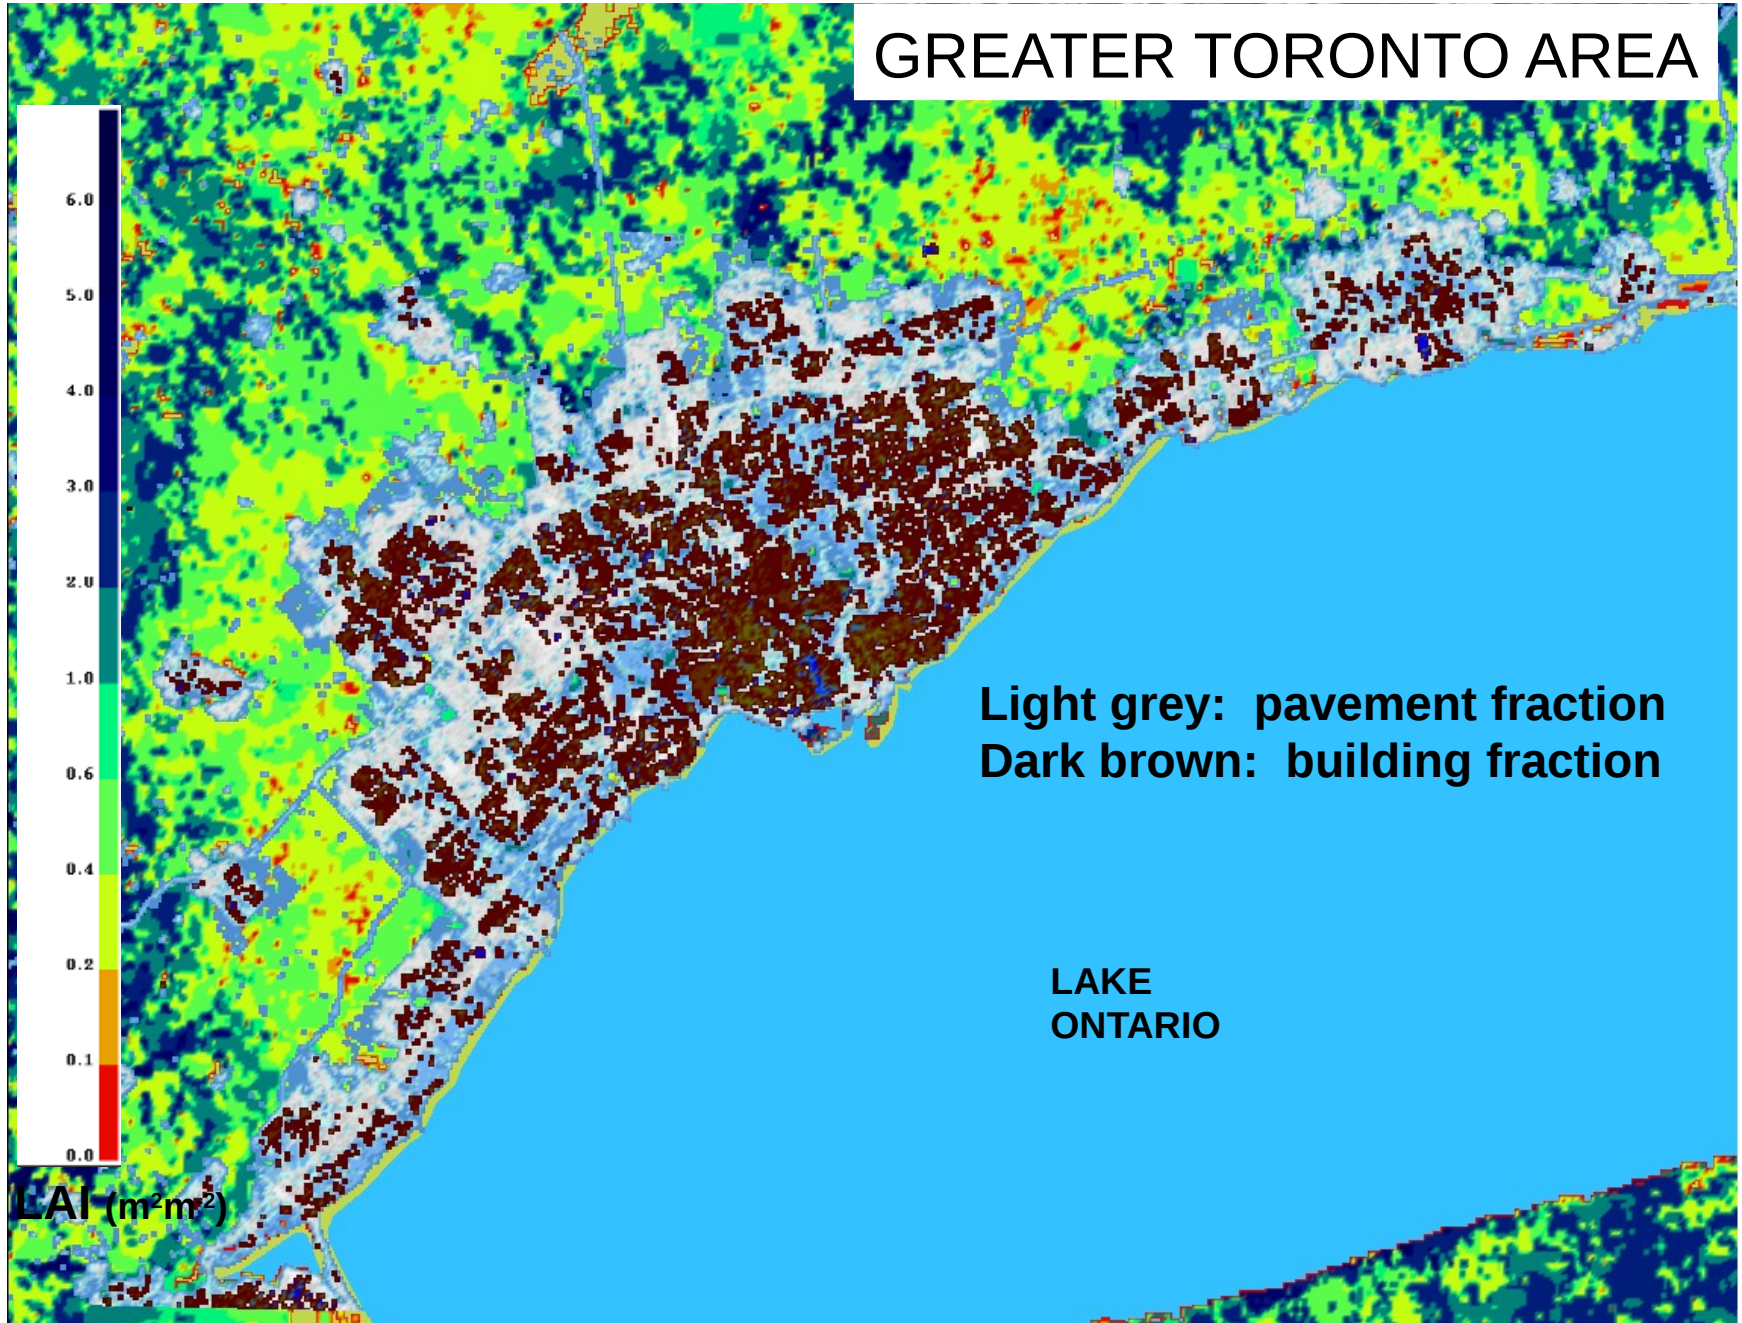 GREATER TORONTO AREA
6.0
5.0
4.0
3.0
2.0
1.0
0.6
0.4
0.2
0.1
0.0
LAI (m²m⁻²)
Light grey: pavement fraction
Dark brown: building fraction
LAKE
ONTARIO